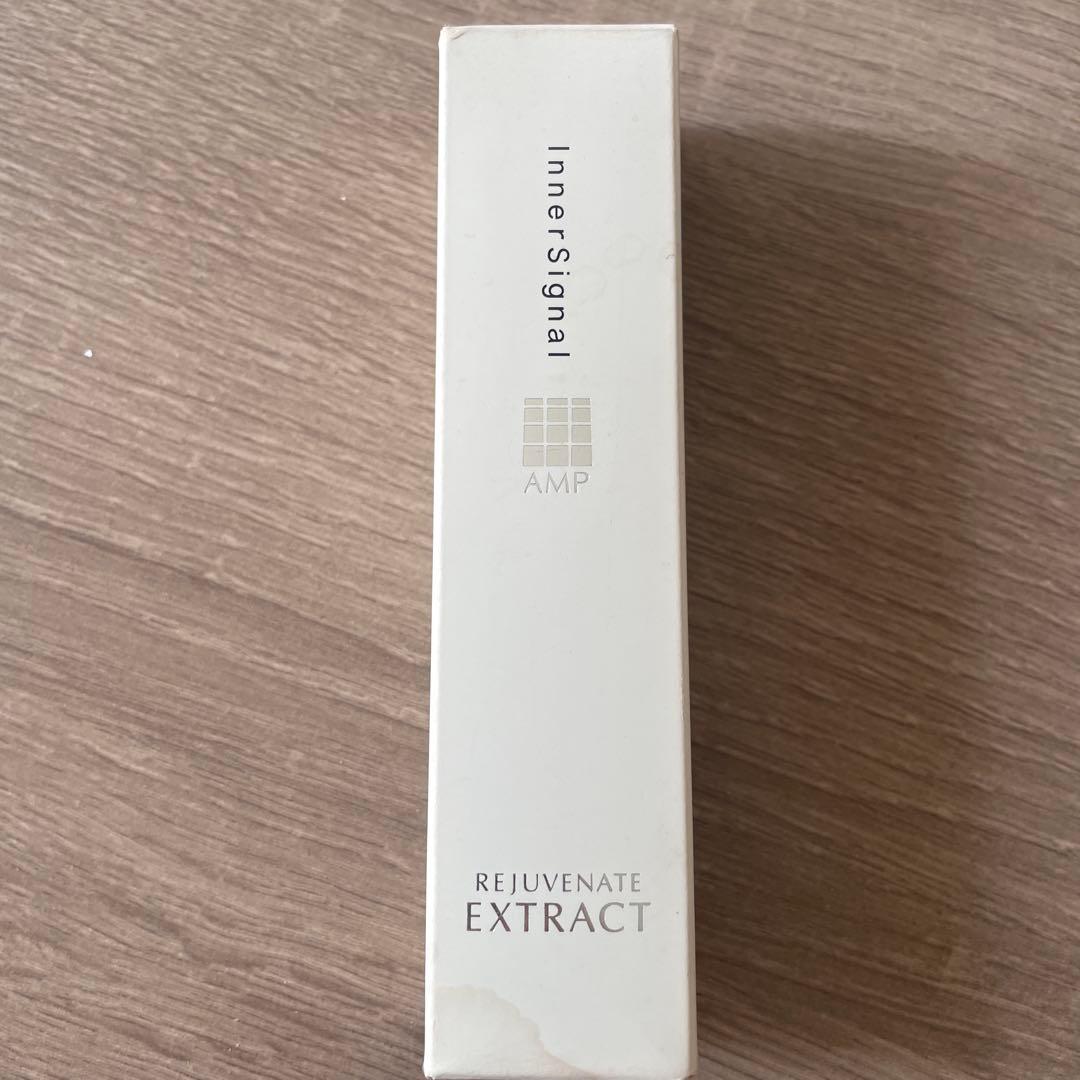 InnerSignal
AMP
REJUVENATE
EXTRACT